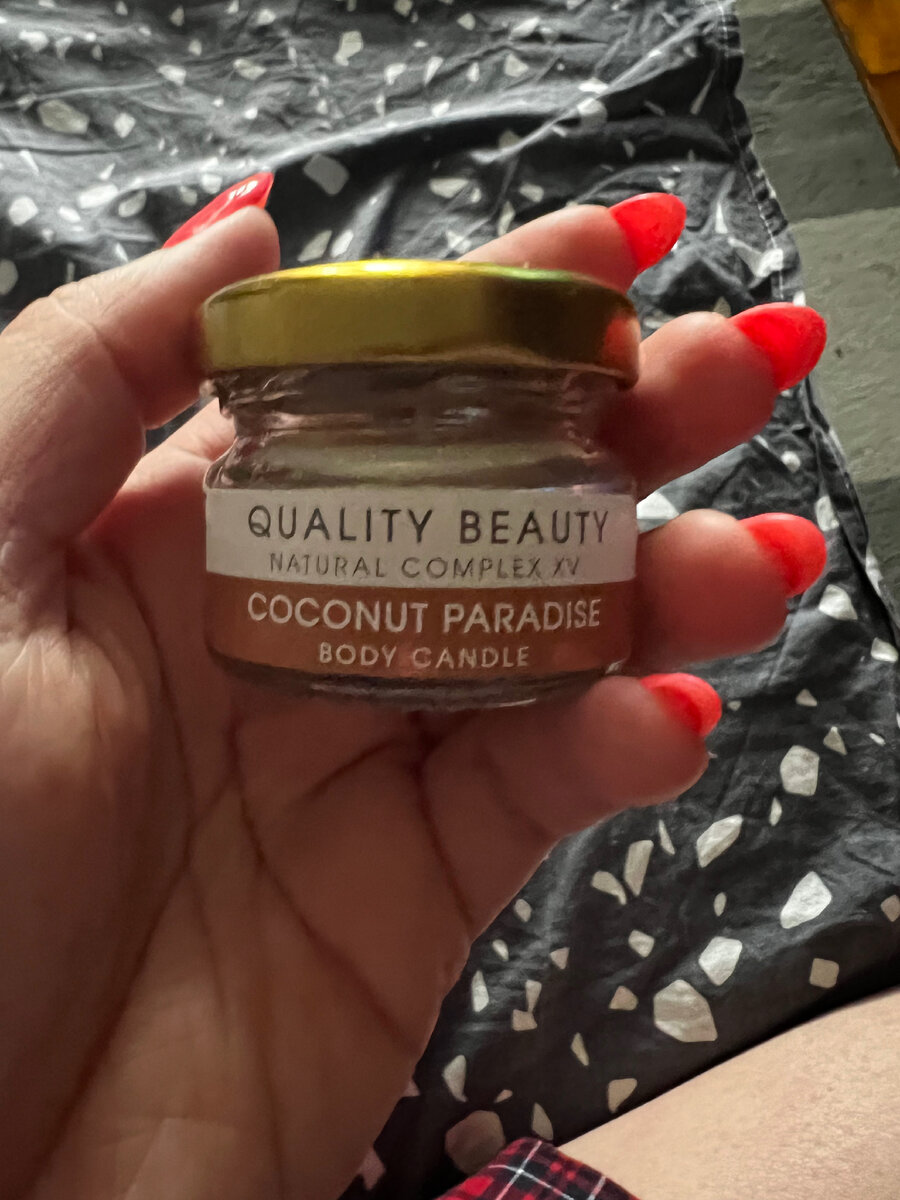 QUALITY BEAUTY
NATURAL COMPLEX XV
COCONUT PARADISE
BODY CANDLE